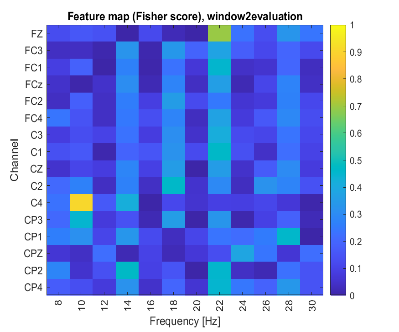 Feature map (Fisher score), window2evaluation
Channel
FZ
FC3
FC1
FCz
FC2
FC4
C3
C1
CZ
C2
C4
CP3
CP1
CPZ
CP2
CP4
8 10 12 14 16 18 20 22 24 26 28 30
Frequency [Hz]
1
0.9
0.8
0.7
0.6
0.5
0.4
0.3
0.2
0.1
0